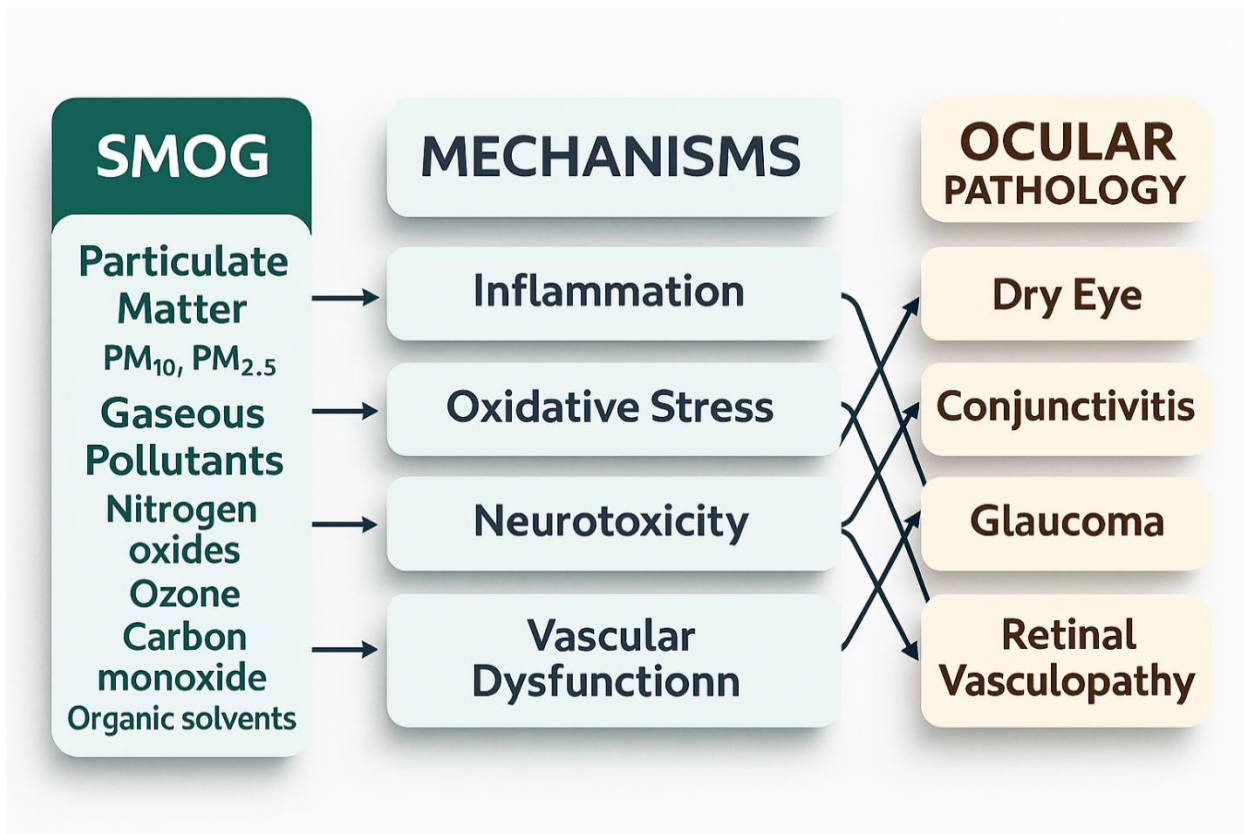 SMOG
Particulate
Matter
PM₁₀, PM₂.₅
Gaseous
Pollutants
Nitrogen
oxides
Ozone
Carbon
monoxide
Organic solvents
MECHANISMS
Inflammation
Oxidative Stress
Neurotoxicity
Vascular
Dysfunctionn
OCULAR
PATHOLOGY
Dry Eye
Conjunctivitis
Glaucoma
Retinal
Vasculopathy